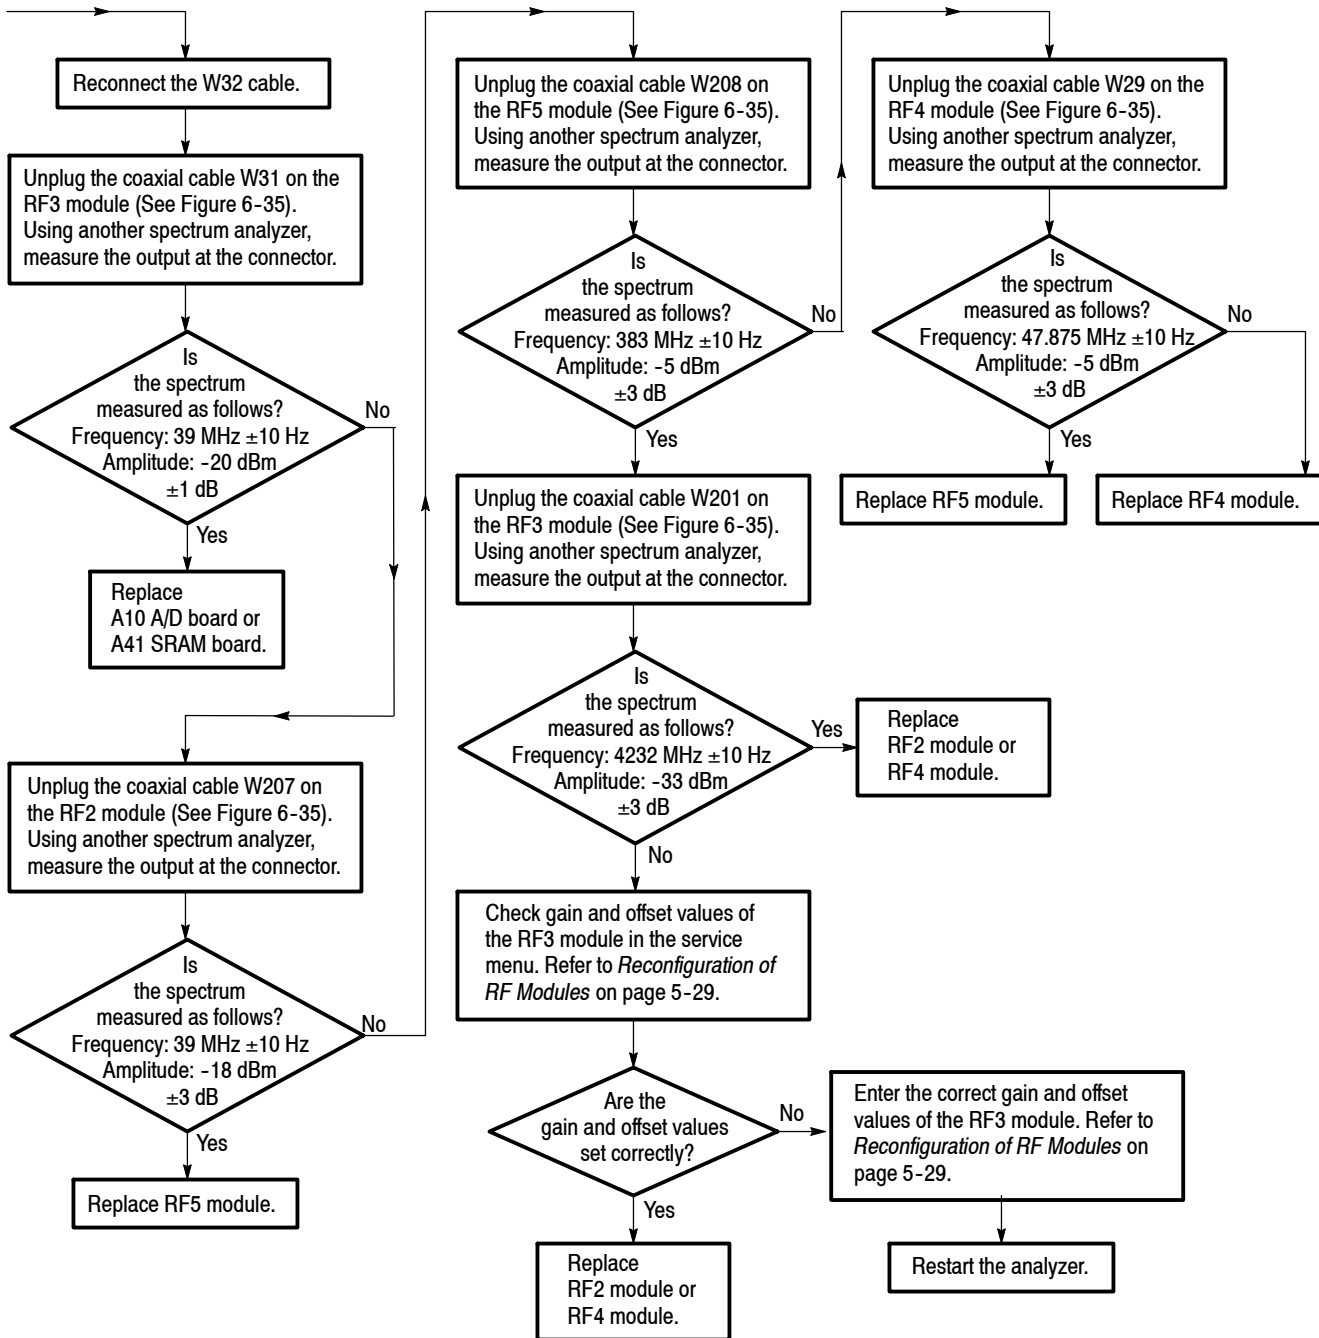 Reconnect the W32 cable.
Unplug the coaxial cable W31 on the
RF3 module (See Figure 6-35).
Using another spectrum analyzer,
measure the output at the connector.
Is
the spectrum
measured as follows?
Frequency: 39 MHz ±10 Hz
Amplitude: -20 dBm
±1 dB
No
Yes
Replace
A10 A/D board or
A41 SRAM board.
Unplug the coaxial cable W207 on
the RF2 module (See Figure 6-35).
Using another spectrum analyzer,
measure the output at the connector.
Is
the spectrum
measured as follows?
Frequency: 39 MHz ±10 Hz
Amplitude: -18 dBm
±3 dB
No
Yes
Replace RF5 module.
Unplug the coaxial cable W208 on
the RF5 module (See Figure 6-35).
Using another spectrum analyzer,
measure the output at the connector.
Is
the spectrum
measured as follows?
Frequency: 383 MHz ±10 Hz
Amplitude: -5 dBm
±3 dB
No
Yes
Unplug the coaxial cable W201 on
the RF3 module (See Figure 6-35).
Using another spectrum analyzer,
measure the output at the connector.
Is
the spectrum
measured as follows?
Frequency: 4232 MHz ±10 Hz
Amplitude: -33 dBm
±3 dB
Yes
Replace
RF2 module or
RF4 module.
No
Check gain and offset values of
the RF3 module in the service
menu. Refer to Reconfiguration of
RF Modules on page 5-29.
Are the
gain and offset values
set correctly?
No
Enter the correct gain and offset
values of the RF3 module. Refer to
Reconfiguration of RF Modules on
page 5-29.
Restart the analyzer.
Yes
Replace
RF2 module or
RF4 module.
Unplug the coaxial cable W29 on the
RF4 module (See Figure 6-35).
Using another spectrum analyzer,
measure the output at the connector.
Is
the spectrum
measured as follows?
Frequency: 47.875 MHz ±10 Hz
Amplitude: -5 dBm
±3 dB
No
Yes
Replace RF5 module.
Replace RF4 module.